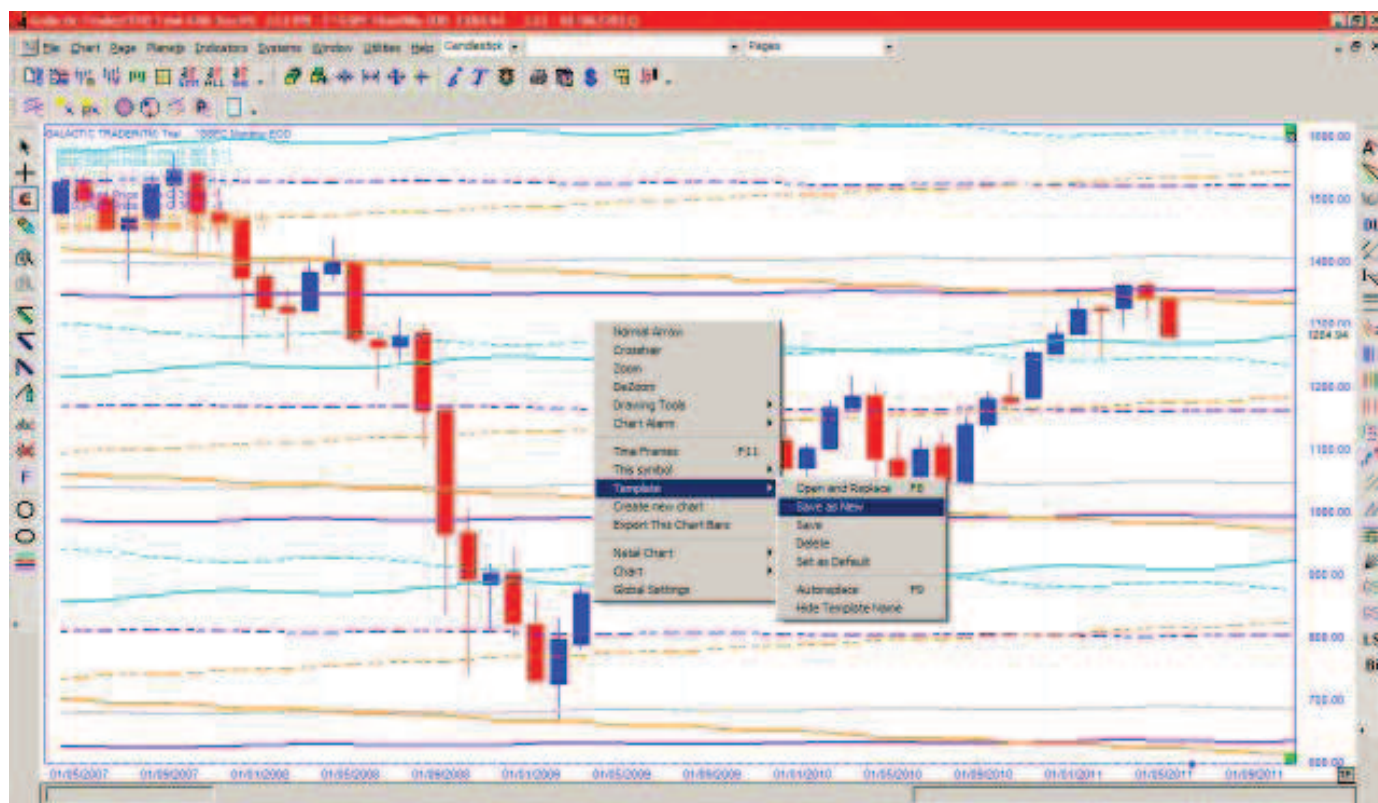 File Chart Page Planets Indicators Systems Window Utilities Help Candlestick Pages
GALACTIC TRADER
Monthly EOD
1600.00
1500.00
1400.00
1300.00
1284.94
1200.00
1100.00
1000.00
900.00
800.00
700.00
600.00
Normal Arrow
Crosshair
Zoom
DeZoom
Drawing Tools
Chart Alarm
Time Frames F11
This symbol
Template
Create new chart
Export This Chart Bars
Natal Chart
Chart
Global Settings
Open and Replace F8
Save as New
Save
Delete
Set as Default
Autoreplace F9
Hide Template Name
abc
F
01/05/2007 01/09/2007 01/01/2008 01/05/2008 01/09/2008 01/01/2009 01/05/2009 01/09/2009 01/01/2010 01/05/2010 01/09/2010 01/01/2011 01/05/2011 01/09/2011